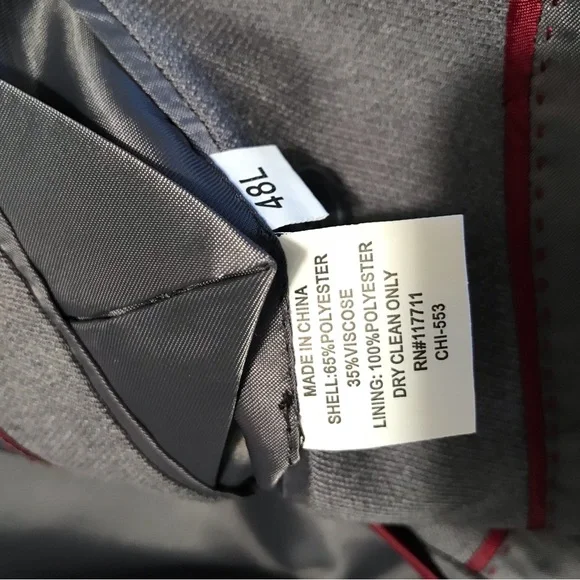 48L
MADE IN CHINA
SHELL:65%POLYESTER
35%VISCOSE
LINING: 100%POLYESTER
DRY CLEAN ONLY
RN#117711
CHI-553